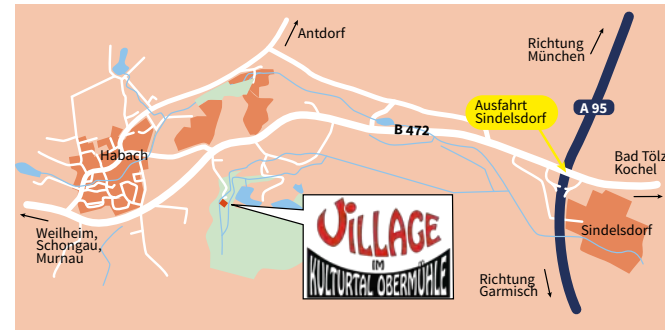 Antdorf
Richtung
München
Ausfahrt
Sindelsdorf
A 95
B 472
Habach
Bad Tölz
Kochel
Weilheim,
Schongau,
Murnau
Sindelsdorf
VILLAGE
IM
KULTURTAL OBERMÜHLE
Richtung
Garmisch